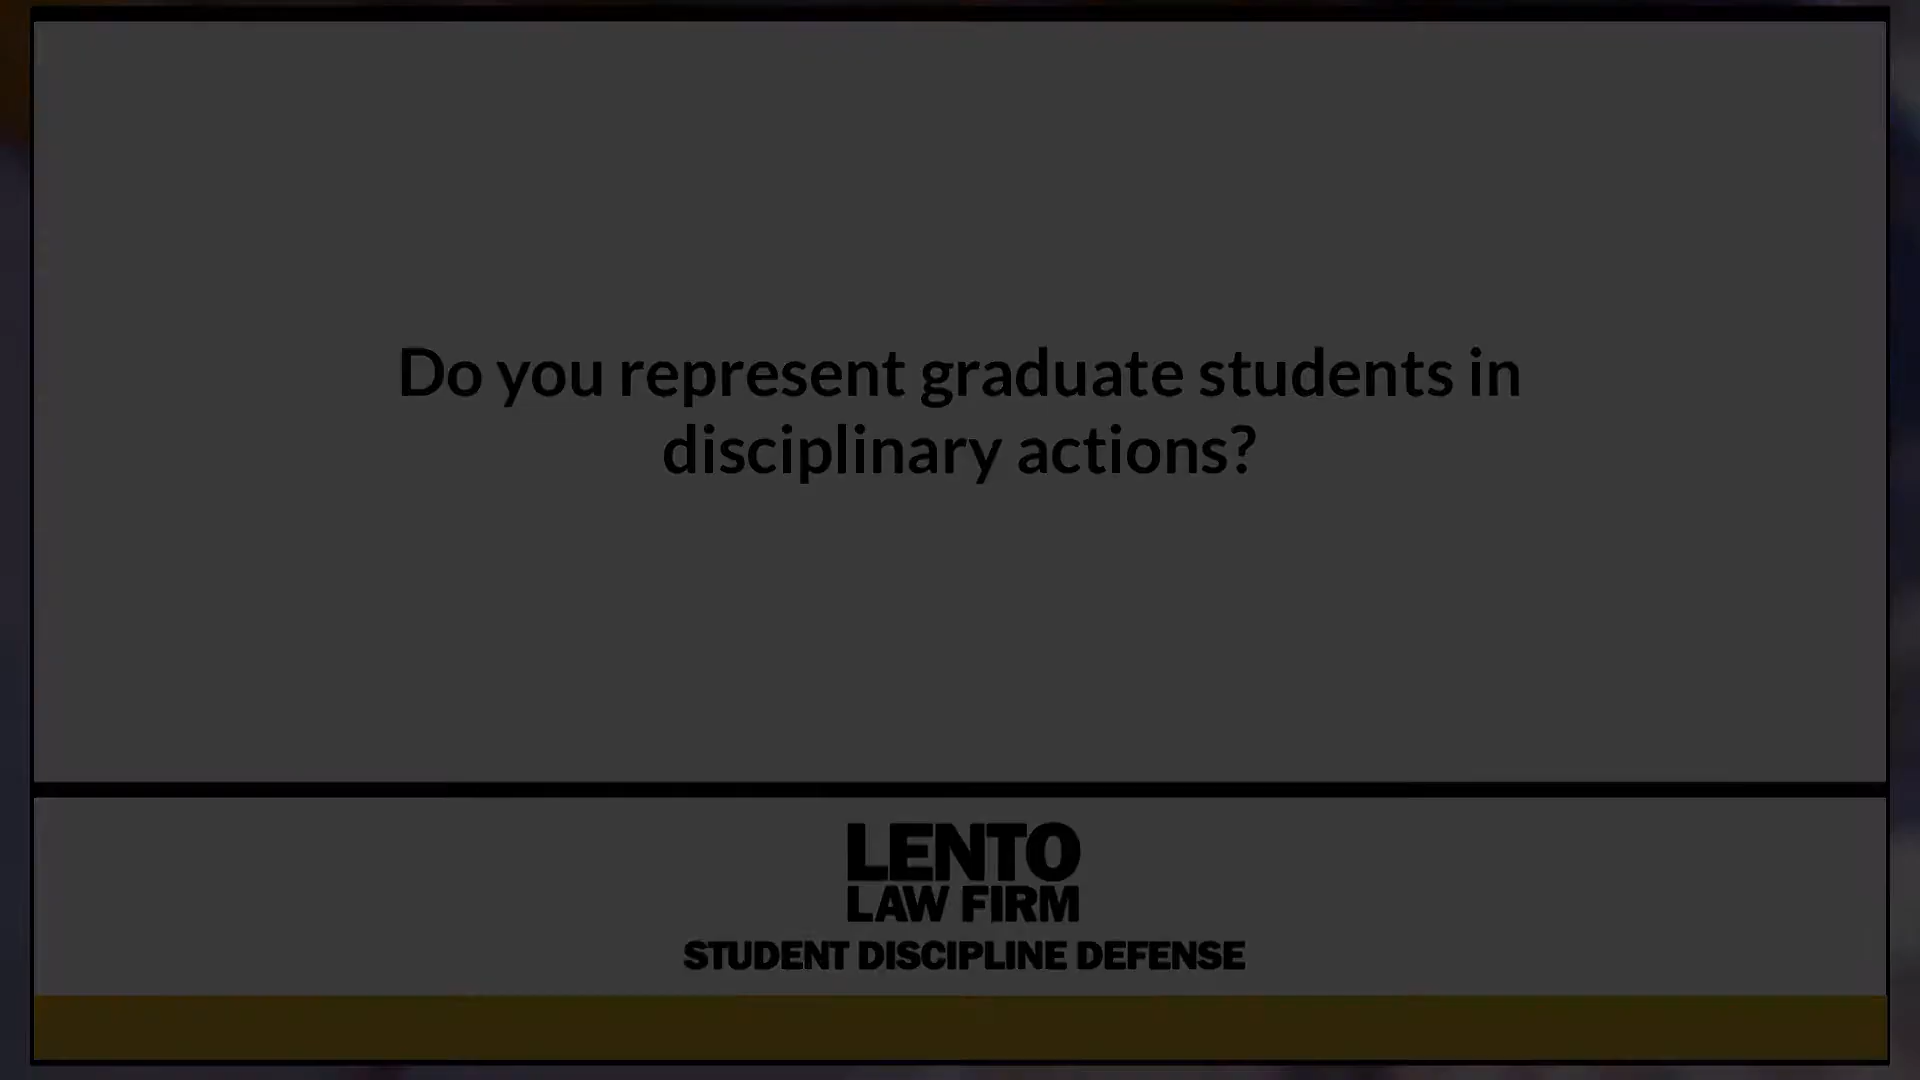 Do you represent graduate students in
disciplinary actions?
LENTO
LAW FIRM
STUDENT DISCIPLINE DEFENSE